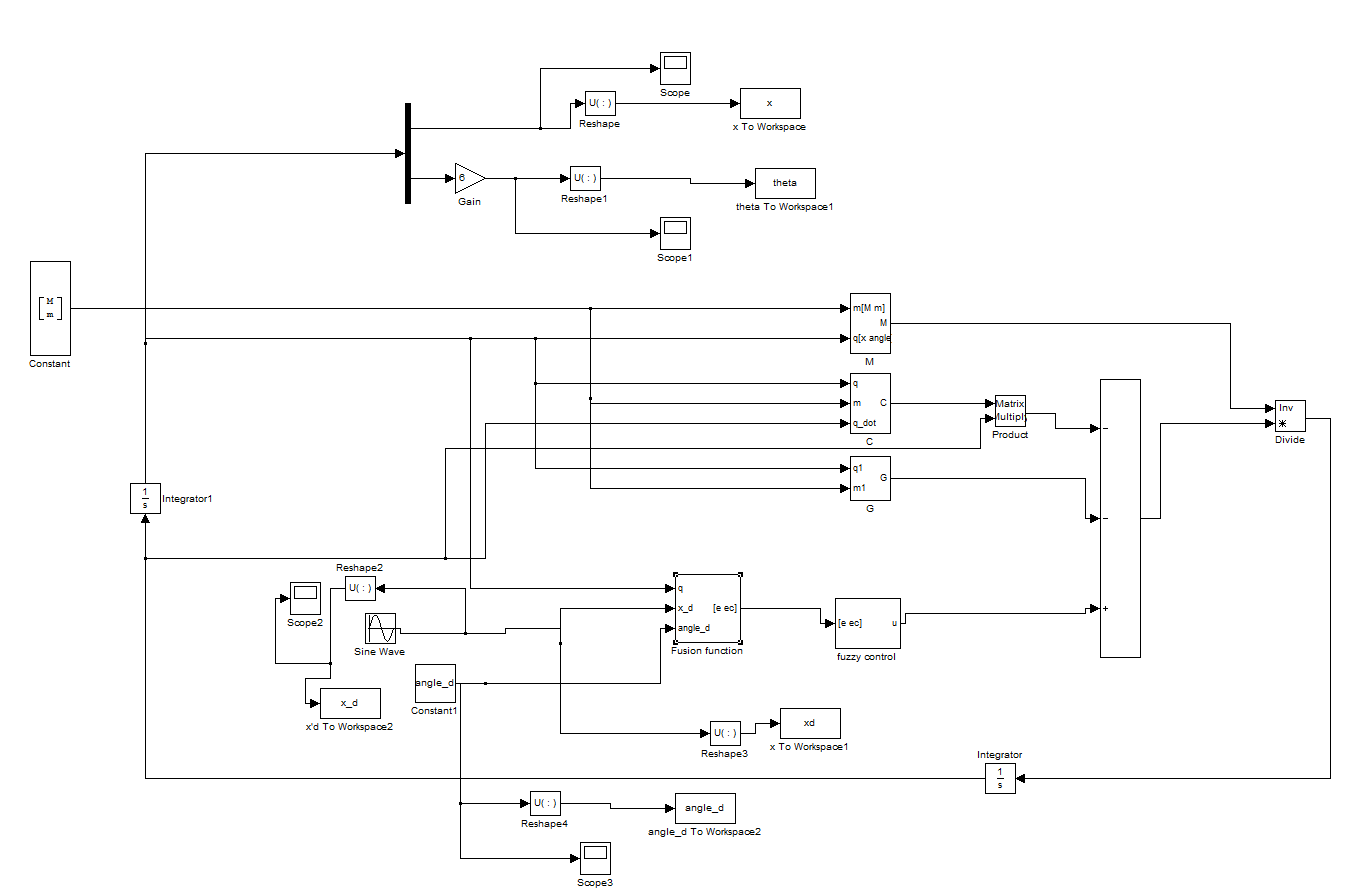 Scope
U( : )
Reshape
x
x To Workspace
6
Gain
U( : )
Reshape1
theta
theta To Workspace1
Scope1
M
m
Constant
m[M m]
M
q[x angle
M
q
m
C
q_dot
C
Matrix
Multiply
Product
−
Inv
*
Divide
q1
G
m1
G
−
1
s
Integrator1
Reshape2
U( : )
Scope2
Sine Wave
q
x_d
[e ec]
angle_d
Fusion function
[e ec]
u
fuzzy control
+
angle_d
Constant1
x_d
x'd To Workspace2
U( : )
Reshape3
xd
x To Workspace1
Integrator
1
s
U( : )
Reshape4
angle_d
angle_d To Workspace2
Scope3